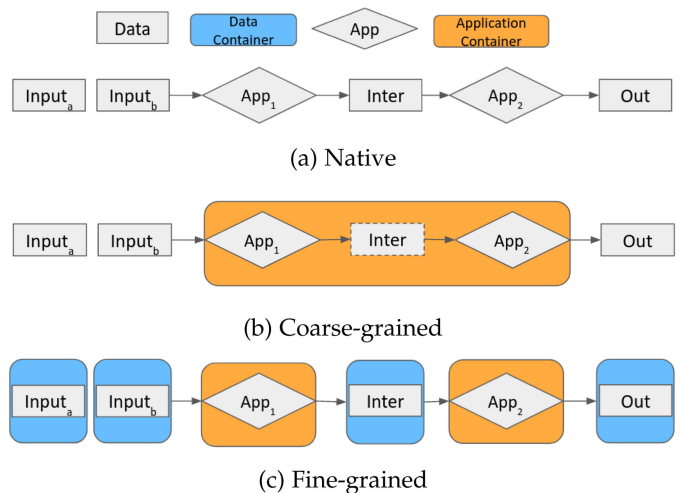 Data
Data
Container
App
Application
Container
Input_a Input_b App_1 Inter App_2 Out
(a) Native
Input_a Input_b App_1 Inter App_2 Out
(b) Coarse-grained
Input_a Input_b App_1 Inter App_2 Out
(c) Fine-grained